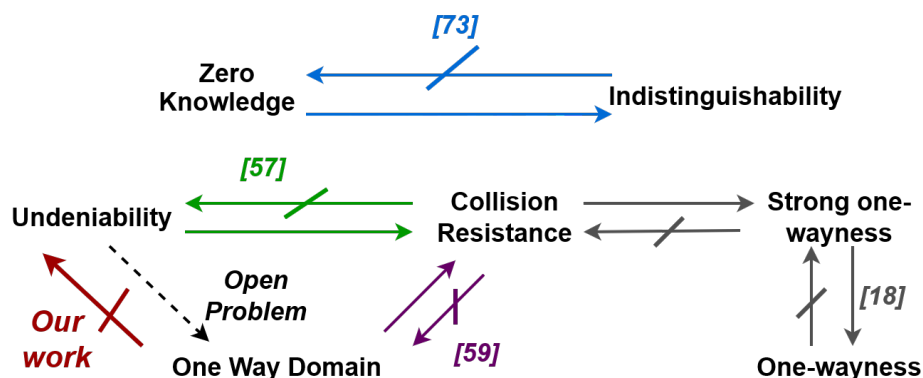 [73]
Zero
Knowledge
Indistinguishability
[57]
Undeniability
Collision
Resistance
Strong one-
wayness
Open
Problem
Our
work
[59]
[18]
One Way Domain
One-wayness